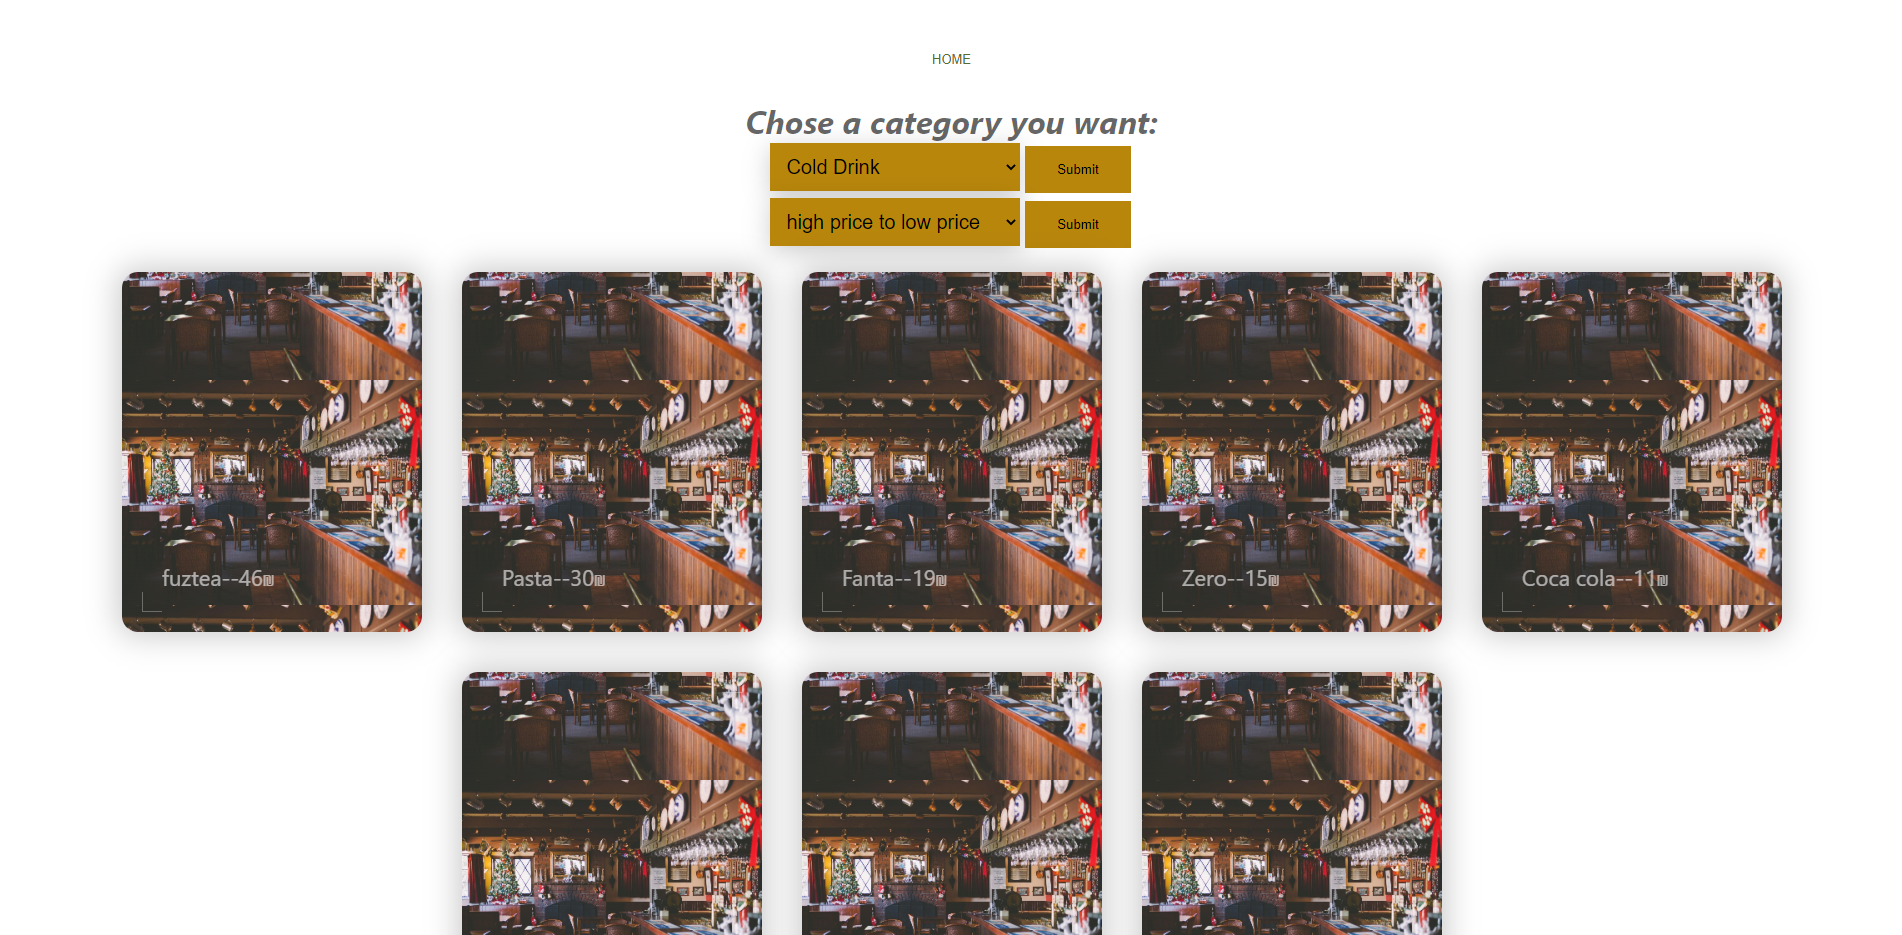 HOME
Chose a category you want:
Cold Drink
Submit
high price to low price
Submit
fuztea--46₪
Pasta--30₪
Fanta--19₪
Zero--15₪
Coca cola--11₪